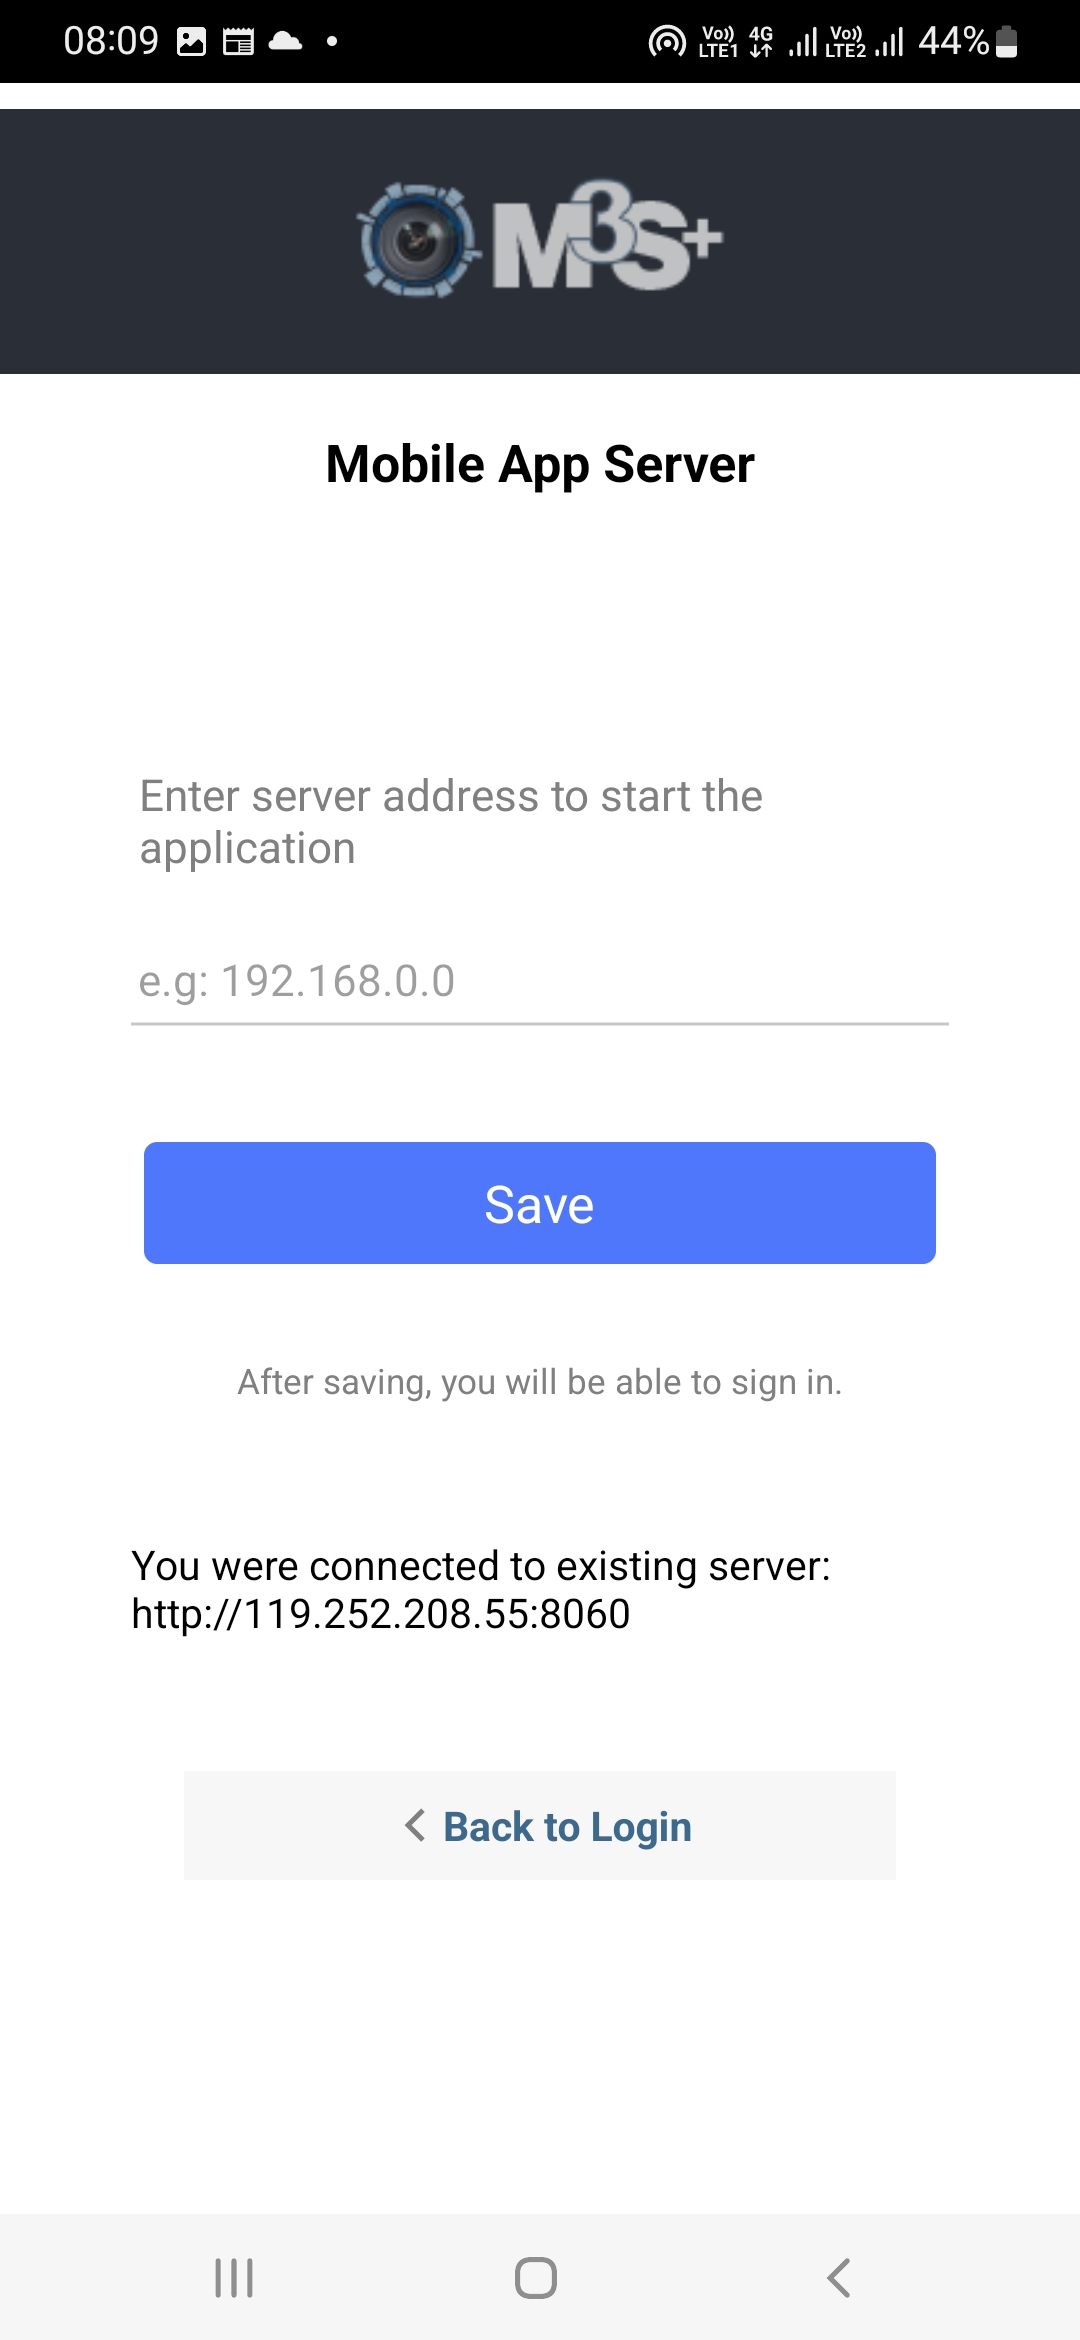 08:09
Vo)) LTE1 4G Vo)) LTE2 44%
M3S+
Mobile App Server
Enter server address to start the
application
e.g: 192.168.0.0
Save
After saving, you will be able to sign in.
You were connected to existing server:
http://119.252.208.55:8060
Back to Login